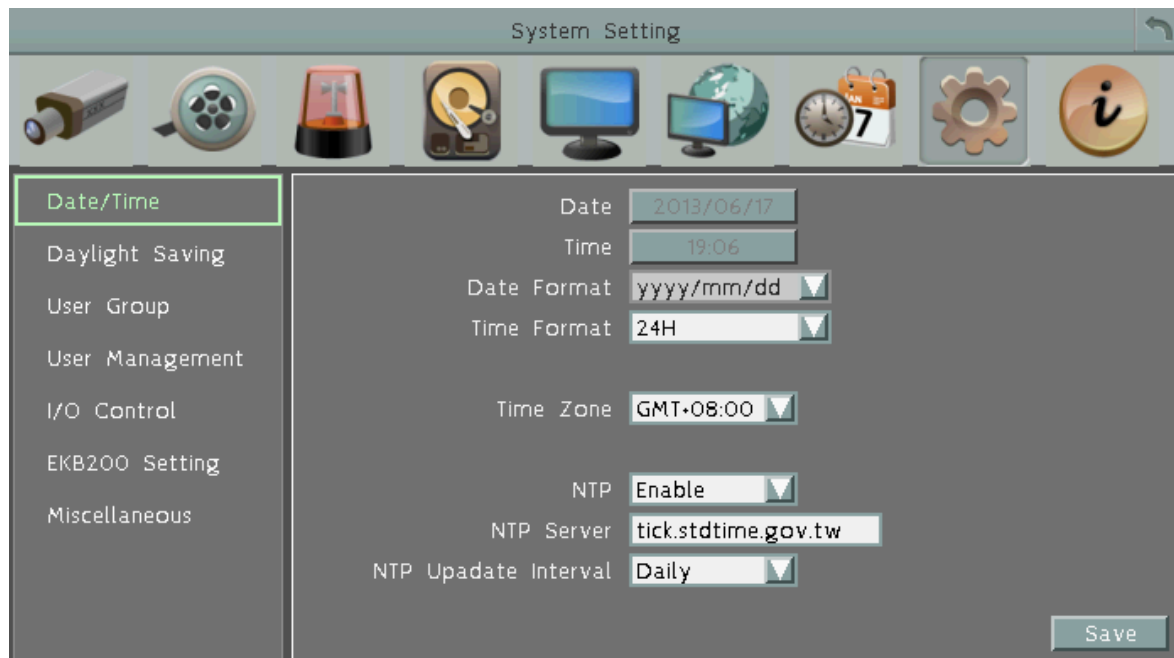 System Setting
JAN
7
i
Date/Time
Daylight Saving
User Group
User Management
I/O Control
EKB200 Setting
Miscellaneous
Date 2013/06/17
Time 19:06
Date Format yyyy/mm/dd
Time Format 24H
Time Zone GMT+08:00
NTP Enable
NTP Server tick.stdtime.gov.tw
NTP Upadate Interval Daily
Save